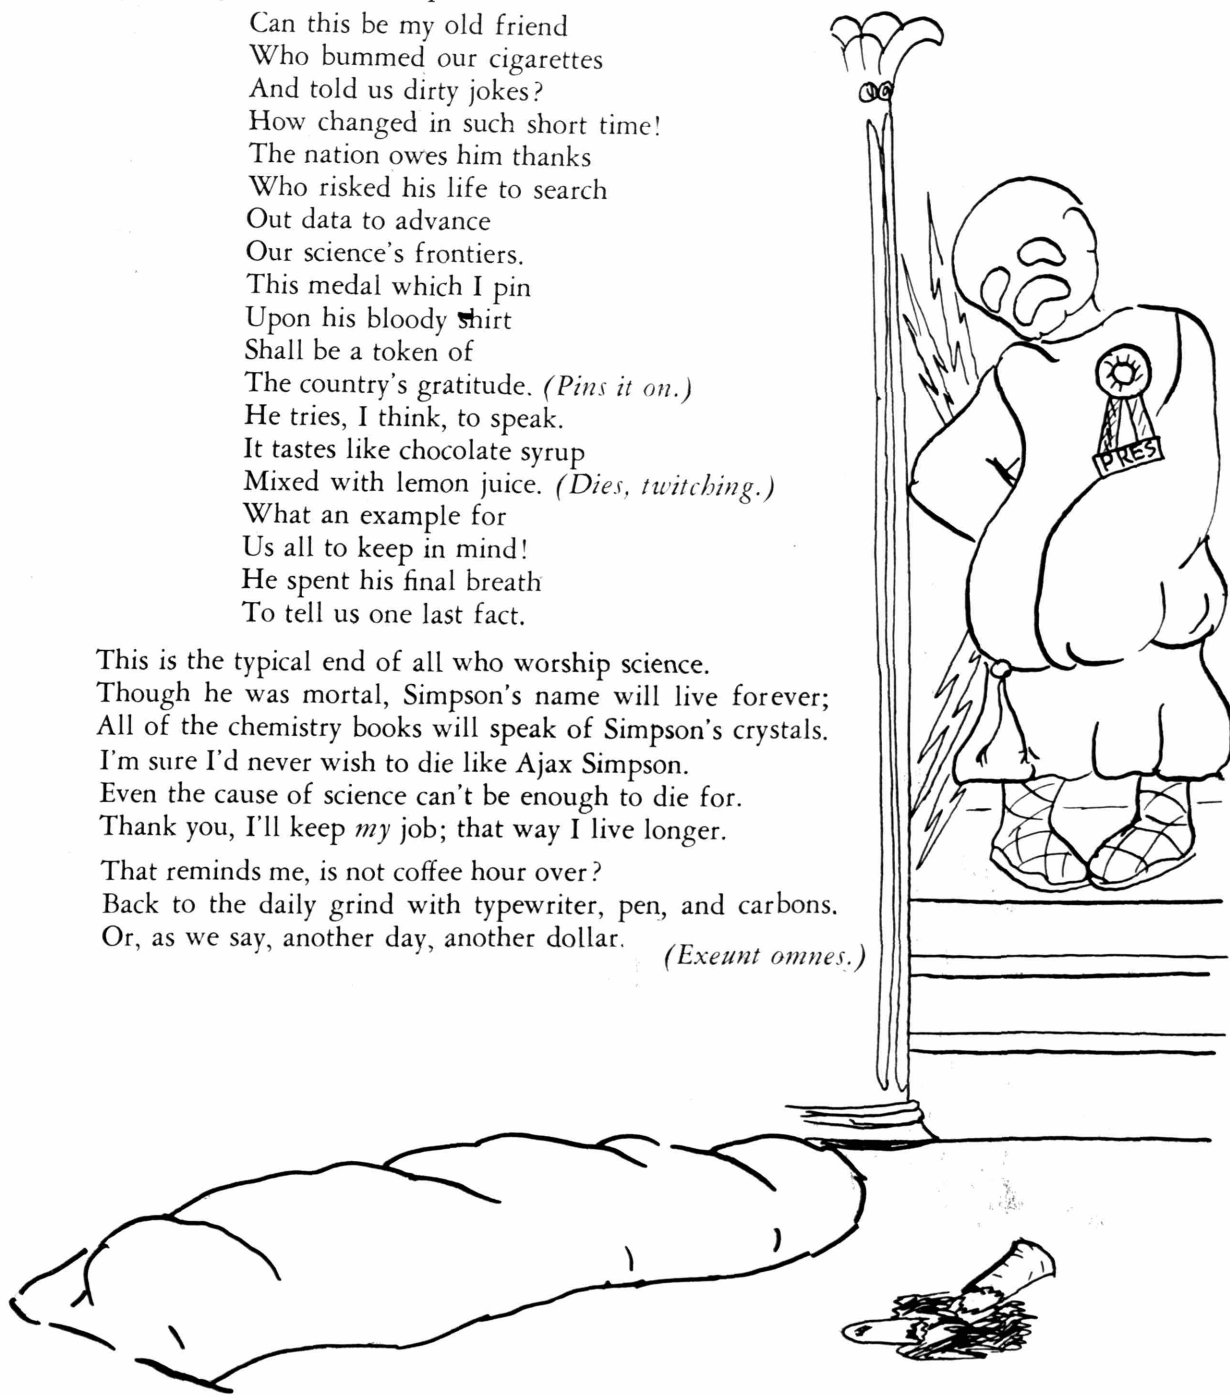 Can this be my old friend
Who bummed our cigarettes
And told us dirty jokes?
How changed in such short time!
The nation owes him thanks
Who risked his life to search
Out data to advance
Our science's frontiers.
This medal which I pin
Upon his bloody shirt
Shall be a token of
The country's gratitude. (Pins it on.)
He tries, I think, to speak.
It tastes like chocolate syrup
Mixed with lemon juice. (Dies, twitching.)
What an example for
Us all to keep in mind!
He spent his final breath
To tell us one last fact.
This is the typical end of all who worship science.
Though he was mortal, Simpson's name will live forever;
All of the chemistry books will speak of Simpson's crystals.
I'm sure I'd never wish to die like Ajax Simpson.
Even the cause of science can't be enough to die for.
Thank you, I'll keep my job; that way I live longer.
That reminds me, is not coffee hour over?
Back to the daily grind with typewriter, pen, and carbons.
Or, as we say, another day, another dollar.
(Exeunt omnes.)
PRES